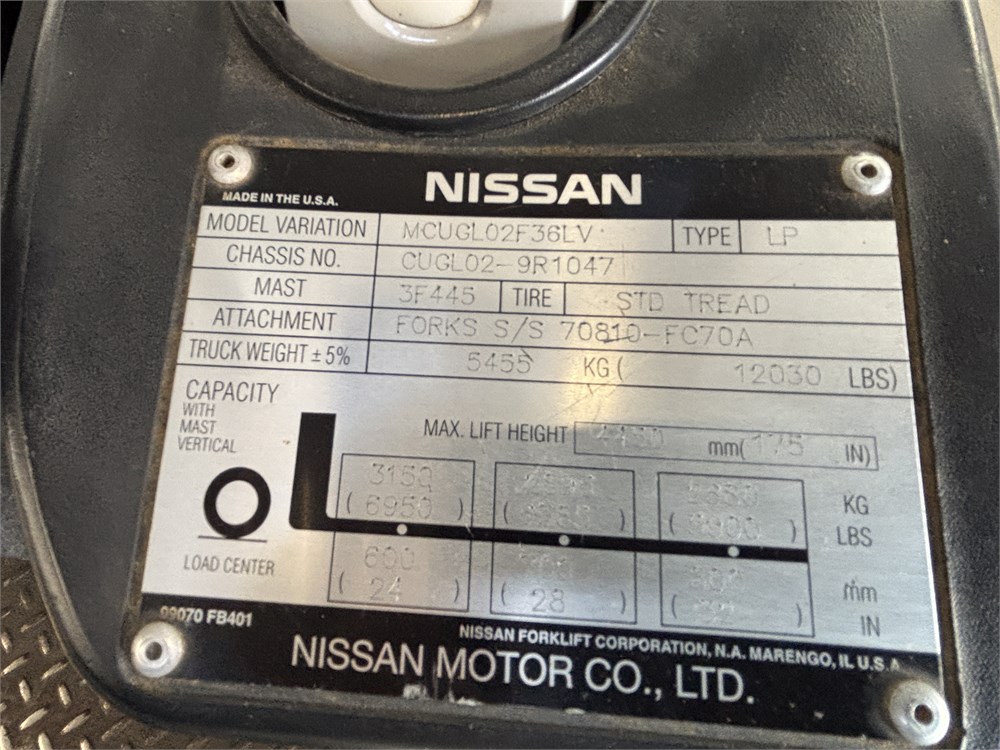 NISSAN
MADE IN THE U.S.A.
MODEL VARIATION MCUGL02F36LV TYPE LP
CHASSIS NO. CUGL02-9R1047
MAST 3F445 TIRE STD TREAD
ATTACHMENT FORKS S/S 70810-FC70A
TRUCK WEIGHT ± 5% 5455 KG ( 12030 LBS)
CAPACITY
WITH
MAST
VERTICAL
MAX. LIFT HEIGHT mm( 175 IN)
3150 KG
( 6950 ) ( ) ( ) LBS
LOAD CENTER
600 mm
( 24 ) ( 28 ) ( ) IN
99070 FB401
NISSAN FORKLIFT CORPORATION, N.A. MARENGO, IL U.S.A.
NISSAN MOTOR CO., LTD.